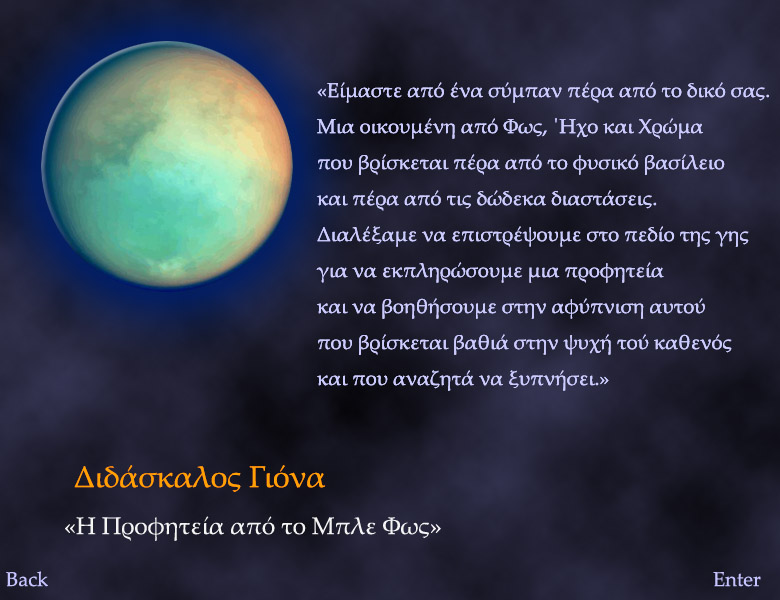 «Είμαστε από ένα σύμπαν πέρα από το δικό σας.
Μια οικουμένη από Φως, 'Ηχο και Χρώμα
που βρίσκεται πέρα από το φυσικό βασίλειο
και πέρα από τις δώδεκα διαστάσεις.
Διαλέξαμε να επιστρέψουμε στο πεδίο της γης
για να εκπληρώσουμε μια προφητεία
και να βοηθήσουμε στην αφύπνιση αυτού
που βρίσκεται βαθιά στην ψυχή τού καθενός
και που αναζητά να ξυπνήσει.»
Διδάσκαλος Γιόνα
«Η Προφητεία από το Μπλε Φως»
Back
Enter